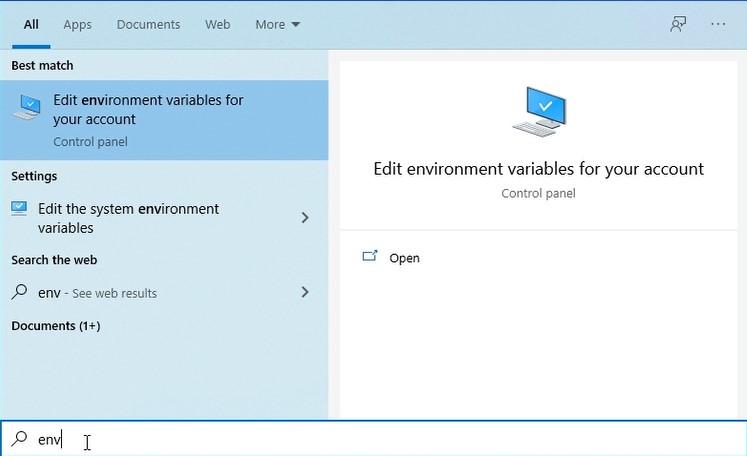 All Apps Documents Web More
Best match
Edit environment variables for
your account
Control panel
Settings
Edit the system environment
variables
Search the web
env - See web results
Documents (1+)
Edit environment variables for your account
Control panel
Open
env